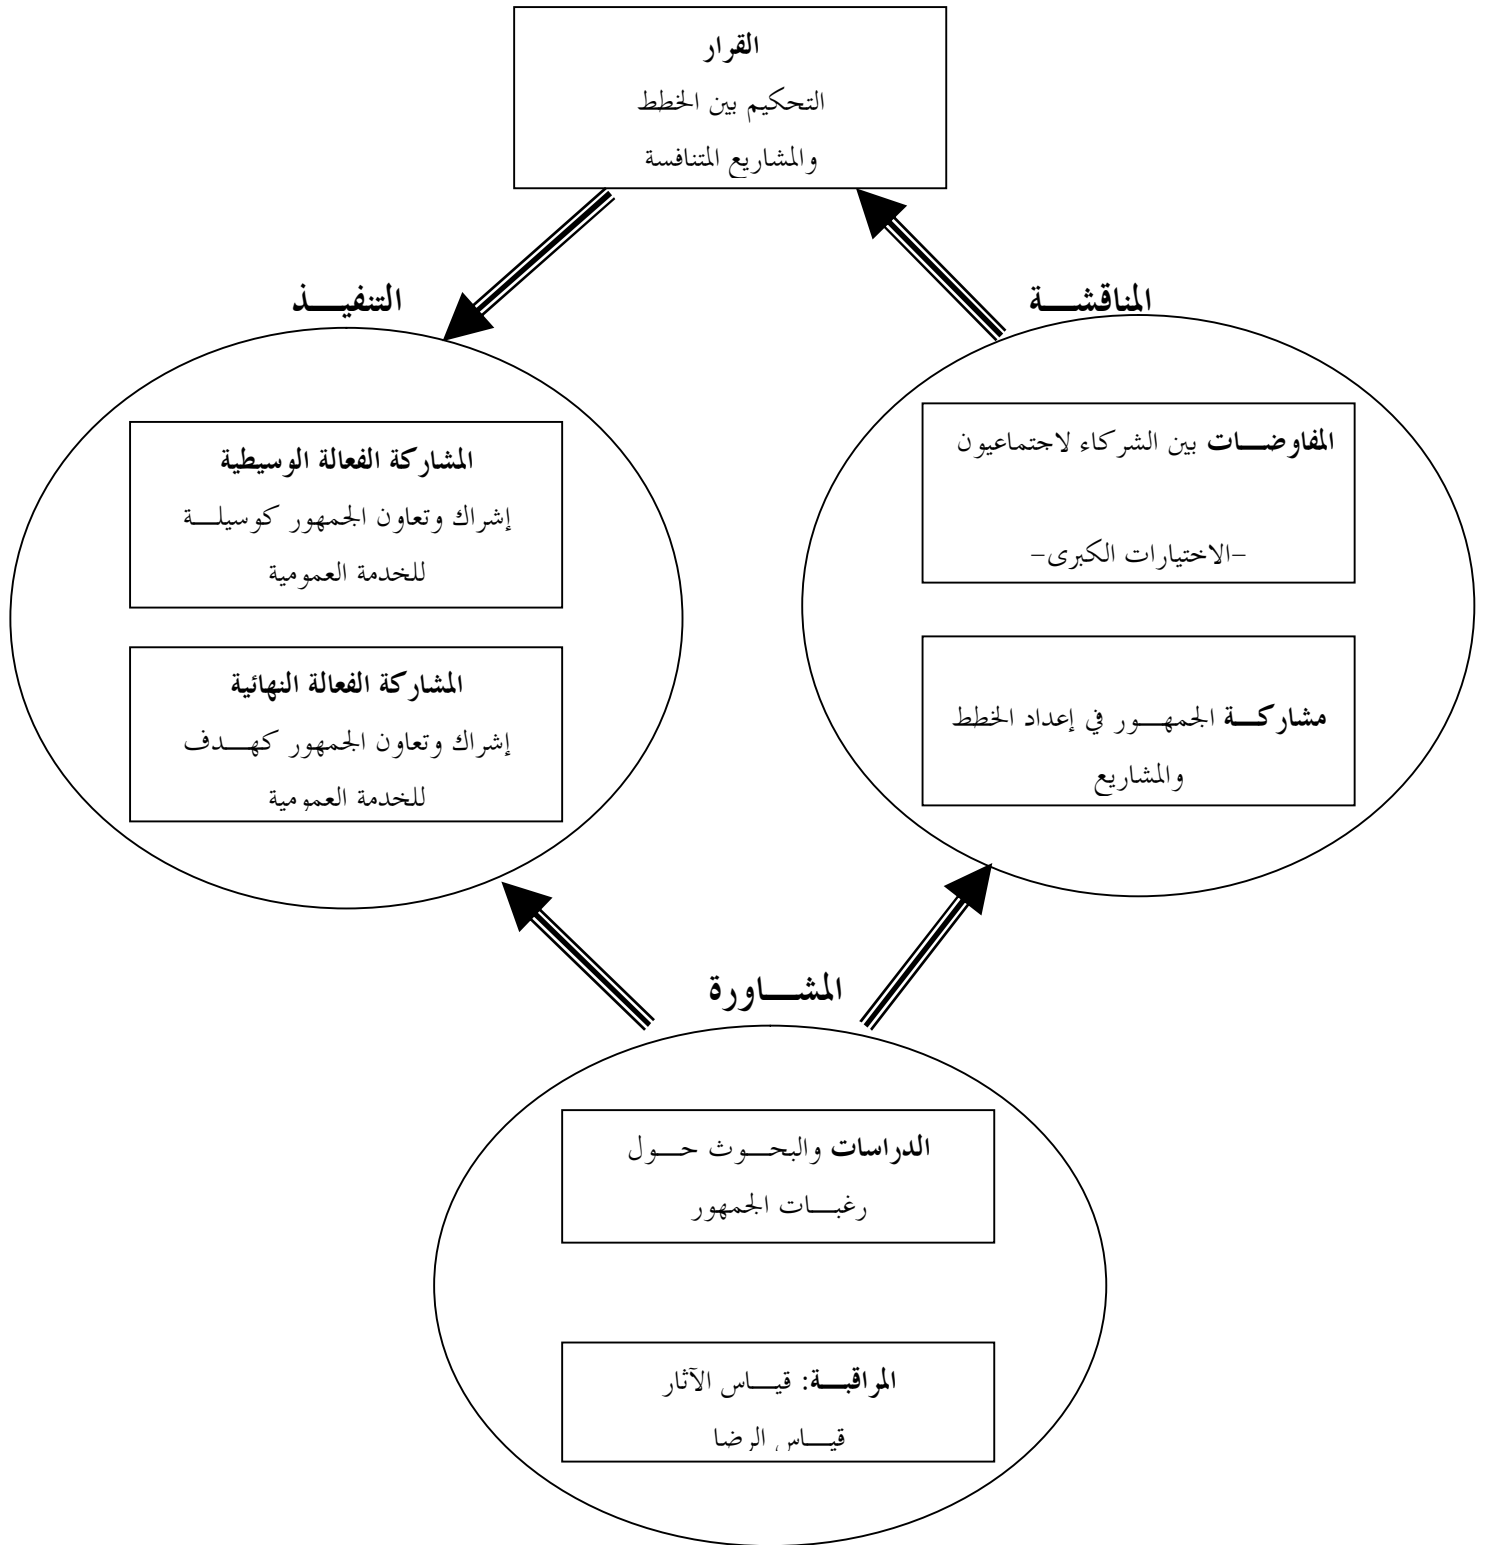 القرار
التحكيم بين الخطط
والمشاريع المتنافسة
المناقشـــة
المفاوضـــات بين الشركاء لاجتماعيون
–الاختيارات الكبرى–
مشاركـــة الجمهـــور في إعداد الخطط
والمشاريع
التنفيـــذ
المشاركة الفعالة الوسيطية
إشراك وتعاون الجمهور كوسيلـــة
للخدمة العمومية
المشاركة الفعالة النهائية
إشراك وتعاون الجمهور كهـــدف
للخدمة العمومية
المشـــاورة
الدراسات والبحـــوث حـــول
رغبـــات الجمهور
المراقبـــة: قيـــاس الآثار
قيـــاس الرضا